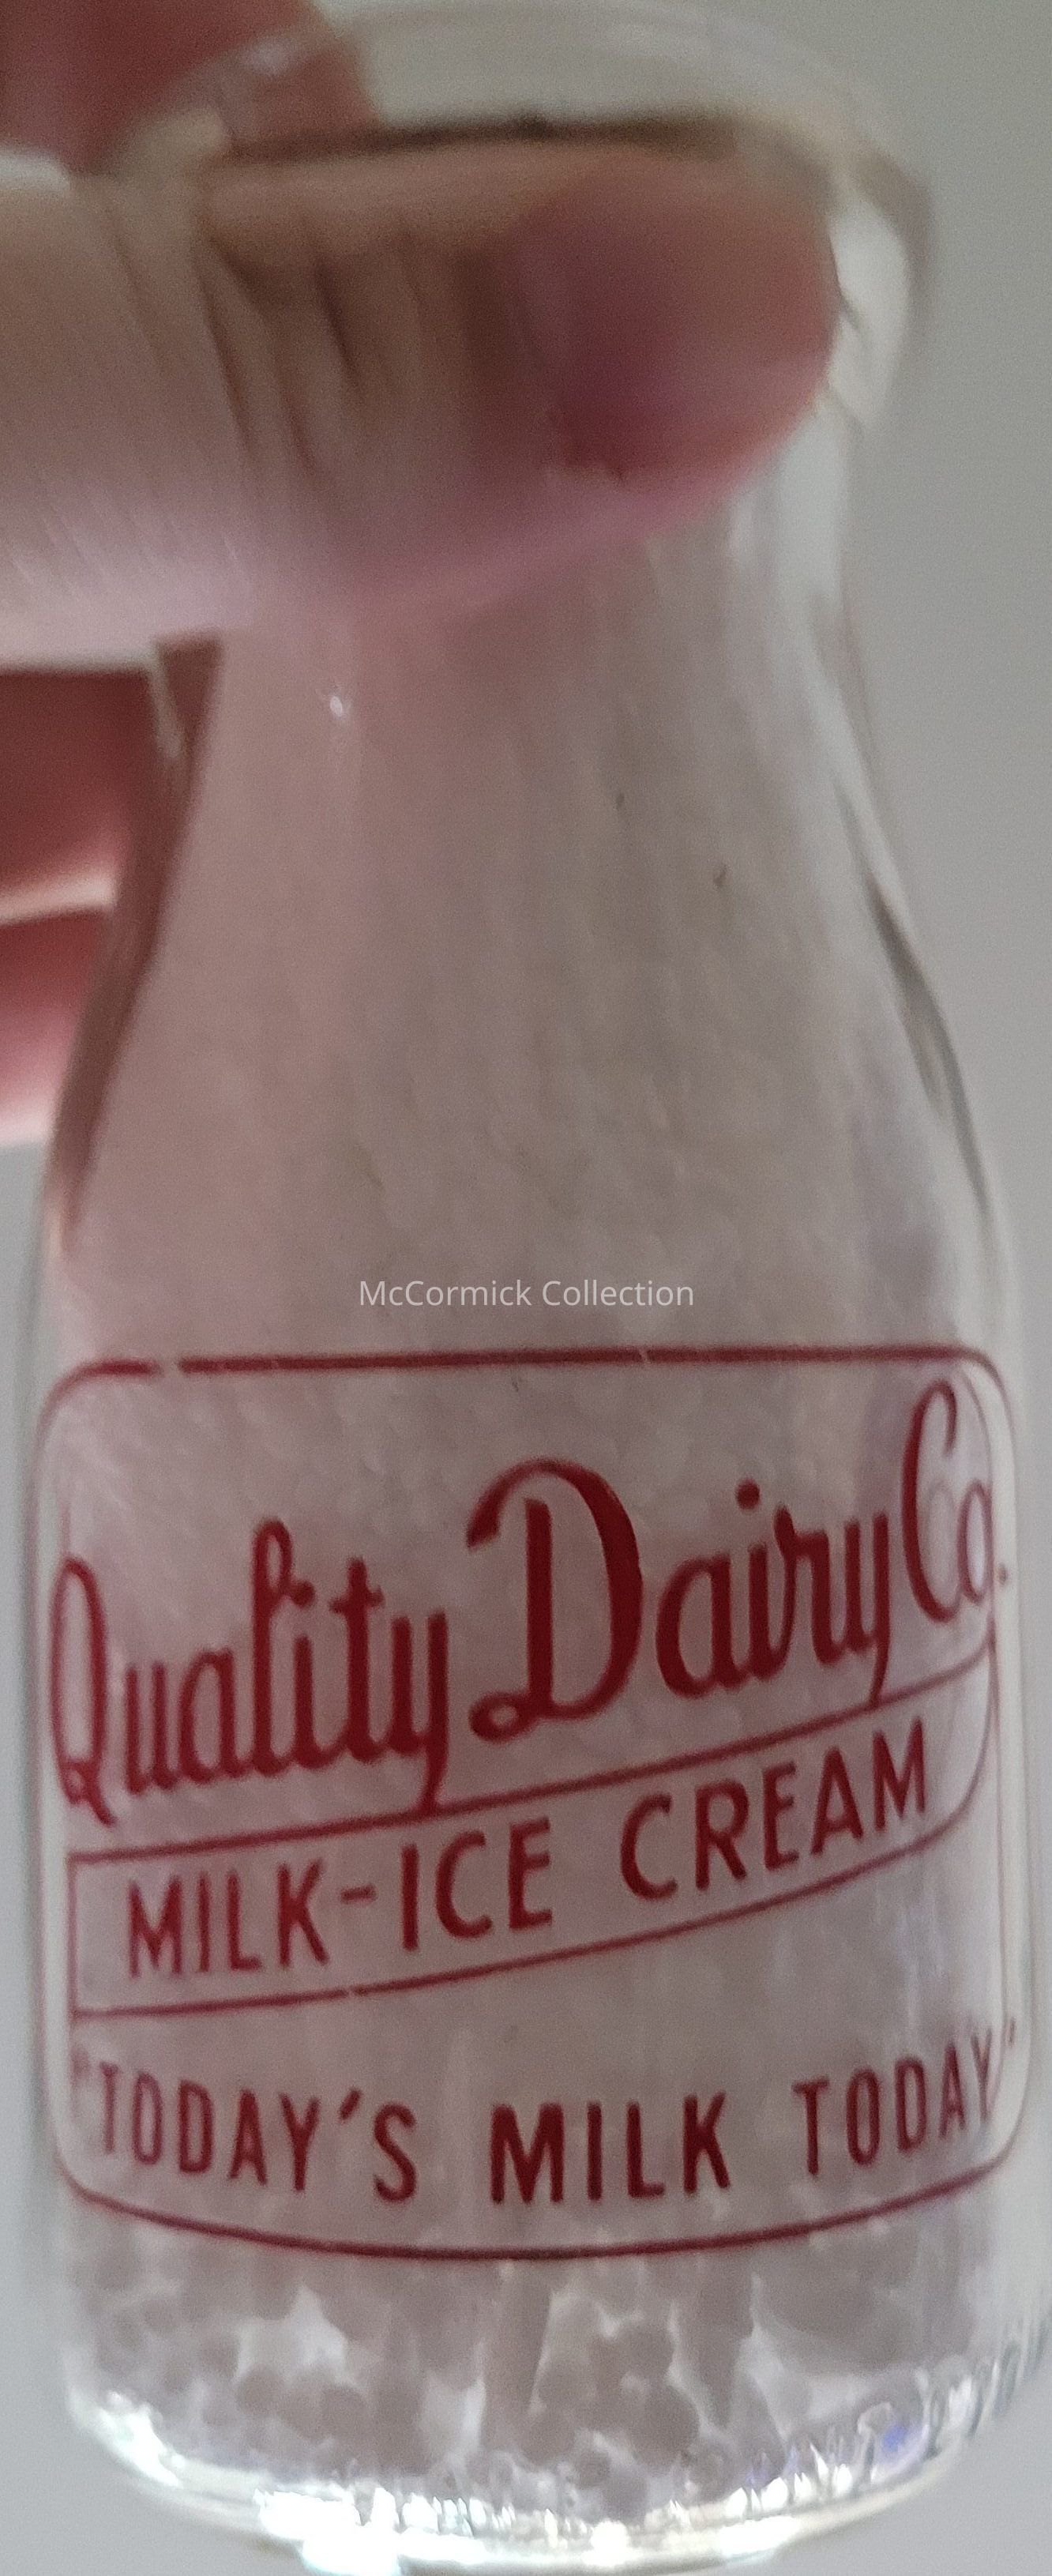 McCormick Collection
Quality Dairy Co.
MILK-ICE CREAM
"TODAY'S MILK TODAY"